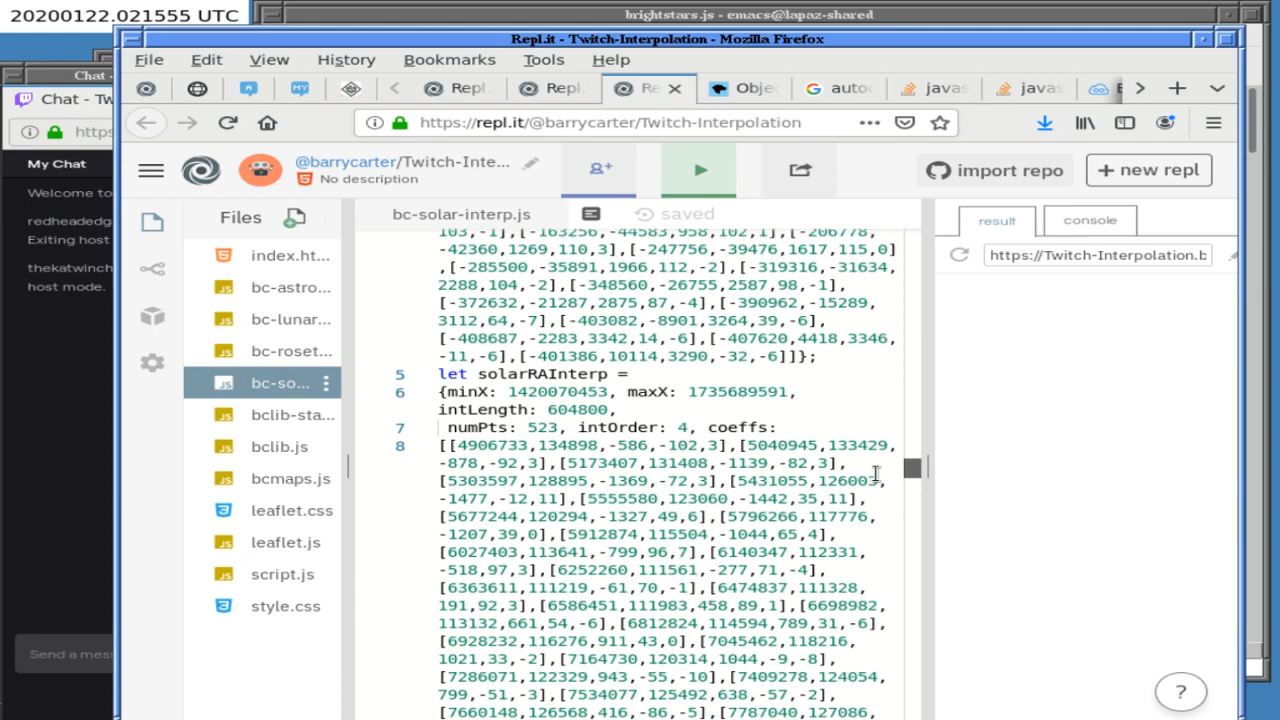 20200122.021555 UTC
brightstars.js - emacs@lapaz-shared
Repl.it - Twitch-Interpolation - Mozilla Firefox
Chat -
File Edit View History Bookmarks Tools Help
Chat - Tw
Repl. Repl. Re Obje autoc javas javas
https
https://repl.it/@barrycarter/Twitch-Interpolation
My Chat
Welcome to
redheadedg
Exiting host
thekatwinch
host mode.
Send a mess
@barrycarter/Twitch-Inte...
No description
import repo
+ new repl
Files
index.ht...
bc-astro...
bc-lunar...
bc-roset...
bc-so...
bclib-sta...
bclib.js
bcmaps.js
leaflet.css
leaflet.js
script.js
style.css
bc-solar-interp.js saved
103,-1],[-163256,-44583,958,102,1],[-206778,
-42360,1269,110,3],[-247756,-39476,1617,115,0]
,[-285500,-35891,1966,112,-2],[-319316,-31634,
2288,104,-2],[-348560,-26755,2587,98,-1],
[-372632,-21287,2875,87,-4],[-390962,-15289,
3112,64,-7],[-403082,-8901,3264,39,-6],
[-408687,-2283,3342,14,-6],[-407620,4418,3346,
-11,-6],[-401386,10114,3290,-32,-6]]};
5 let solarRAInterp =
6 {minX: 1420070453, maxX: 1735689591,
intLength: 604800,
7 numPts: 523, intOrder: 4, coeffs:
8 [[4906733,134898,-586,-102,3],[5040945,133429,
-878,-92,3],[5173407,131408,-1139,-82,3],
[5303597,128895,-1369,-72,3],[5431055,126003,
-1477,-12,11],[5555580,123060,-1442,35,11],
[5677244,120294,-1327,49,6],[5796266,117776,
-1207,39,0],[5912874,115504,-1044,65,4],
[6027403,113641,-799,96,7],[6140347,112331,
-518,97,3],[6252260,111561,-277,71,-4],
[6363611,111219,-61,70,-1],[6474837,111328,
191,92,3],[6586451,111983,458,89,1],[6698982,
113132,661,54,-6],[6812824,114594,789,31,-6],
[6928232,116276,911,43,0],[7045462,118216,
1021,33,-2],[7164730,120314,1044,-9,-8],
[7286071,122329,943,-55,-10],[7409278,124054,
799,-51,-3],[7534077,125492,638,-57,-2],
[7660148,126568,416,-86,-5],[7787040,127086,
result console
https://Twitch-Interpolation.b
?